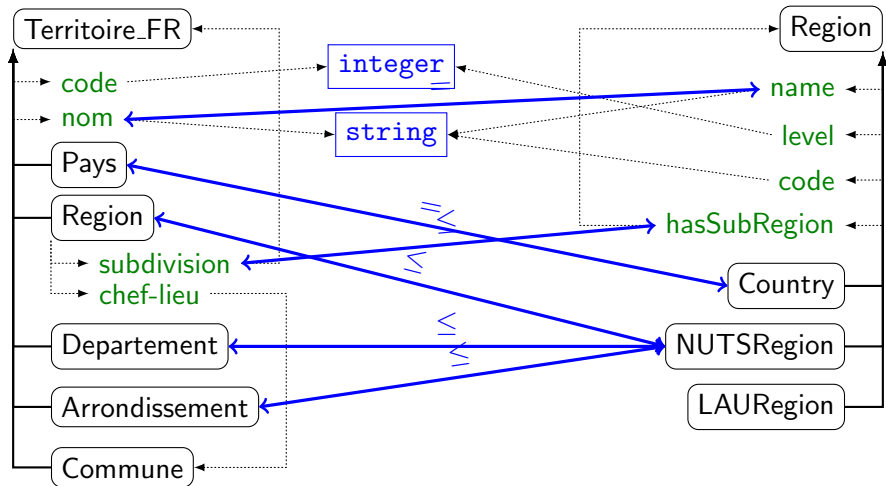 Territoire_FR
Region
integer
code
=
name
nom
string
level
Pays
code
Region
=
≤
hasSubRegion
subdivision
≤
chef-lieu
Country
≤
Departement
≤
NUTSRegion
Arrondissement
LAURegion
Commune